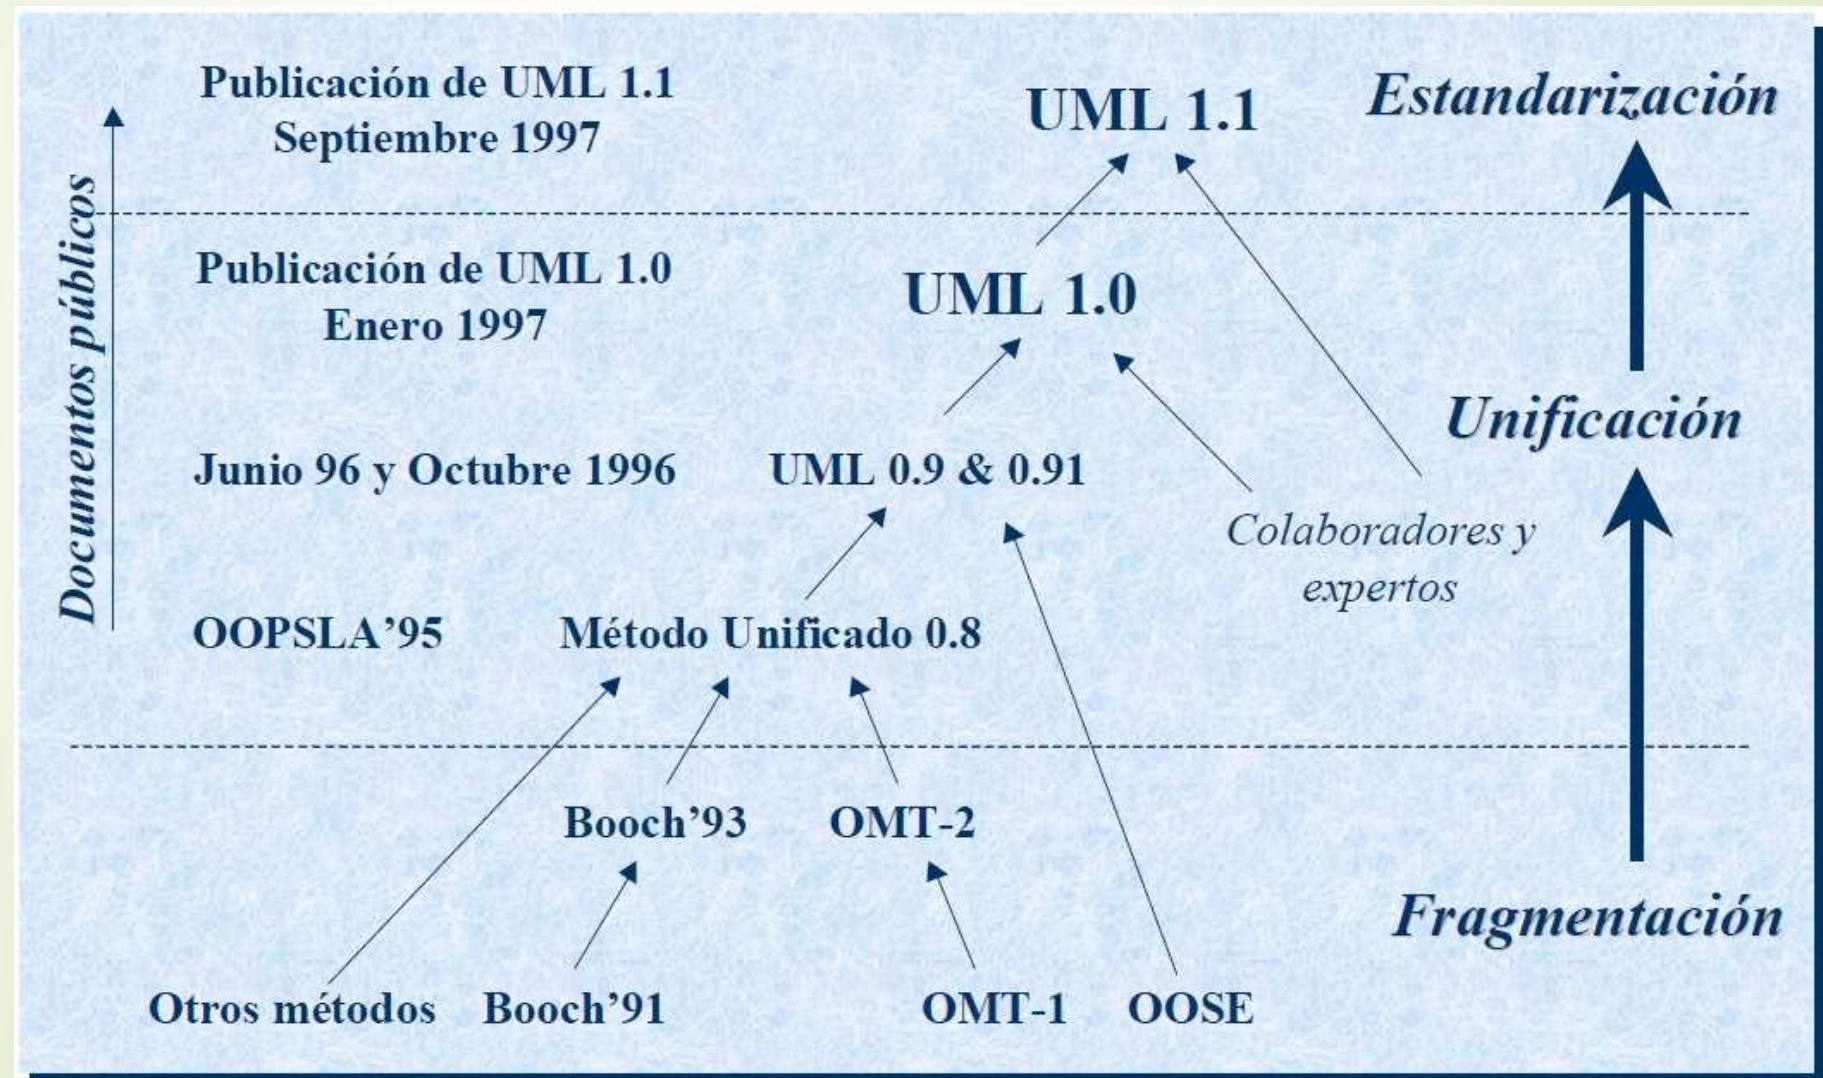 Publicación de UML 1.1
Septiembre 1997
UML 1.1
Estandarización
Documentos públicos
Publicación de UML 1.0
Enero 1997
UML 1.0
Unificación
Junio 96 y Octubre 1996
UML 0.9 & 0.91
Colaboradores y
expertos
OOPSLA’95
Método Unificado 0.8
Booch’93
OMT-2
Fragmentación
Otros métodos
Booch’91
OMT-1
OOSE